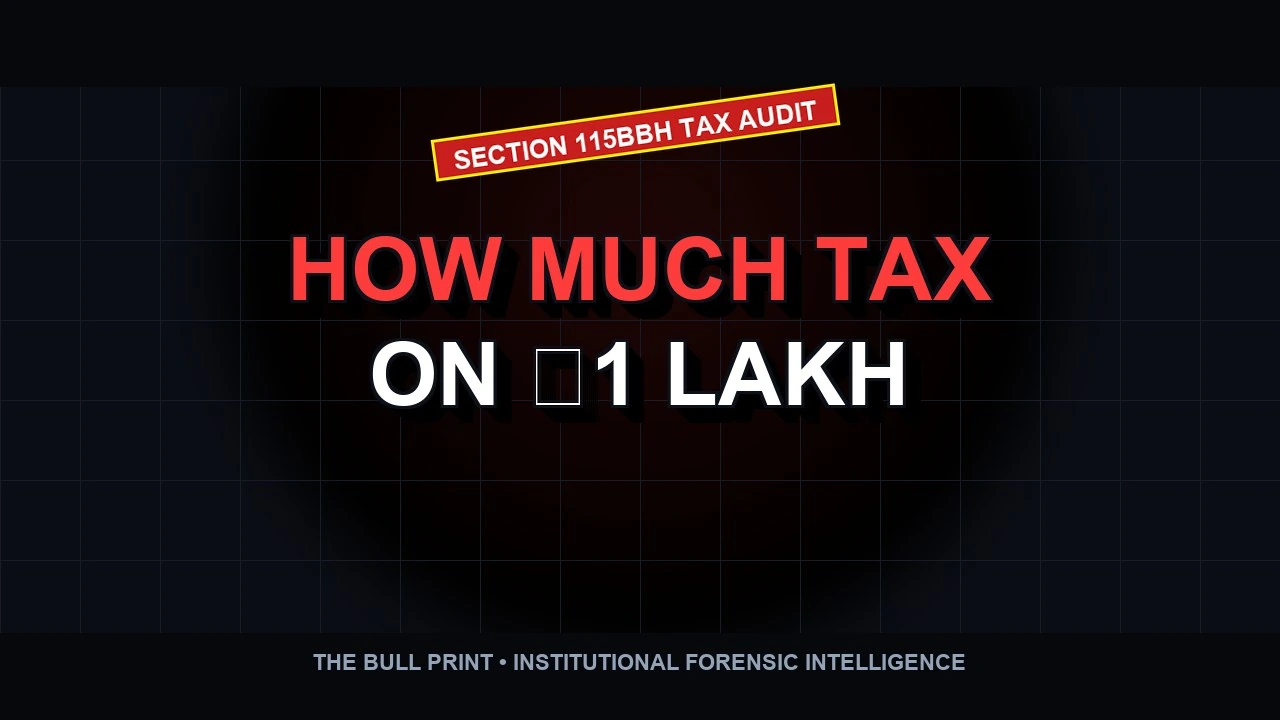 SECTION 115BBH TAX AUDIT
HOW MUCH TAX
ON □1 LAKH
THE BULL PRINT • INSTITUTIONAL FORENSIC INTELLIGENCE